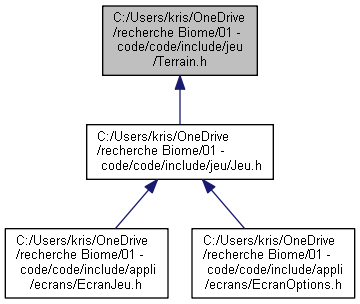 C:/Users/kris/OneDrive
/recherche Biome/01 -
code/code/include/jeu
/Terrain.h
C:/Users/kris/OneDrive
/recherche Biome/01 -
code/code/include/jeu/Jeu.h
C:/Users/kris/OneDrive
/recherche Biome/01 -
code/code/include/appli
/ecrans/EcranJeu.h
C:/Users/kris/OneDrive
/recherche Biome/01 -
code/code/include/appli
/ecrans/EcranOptions.h